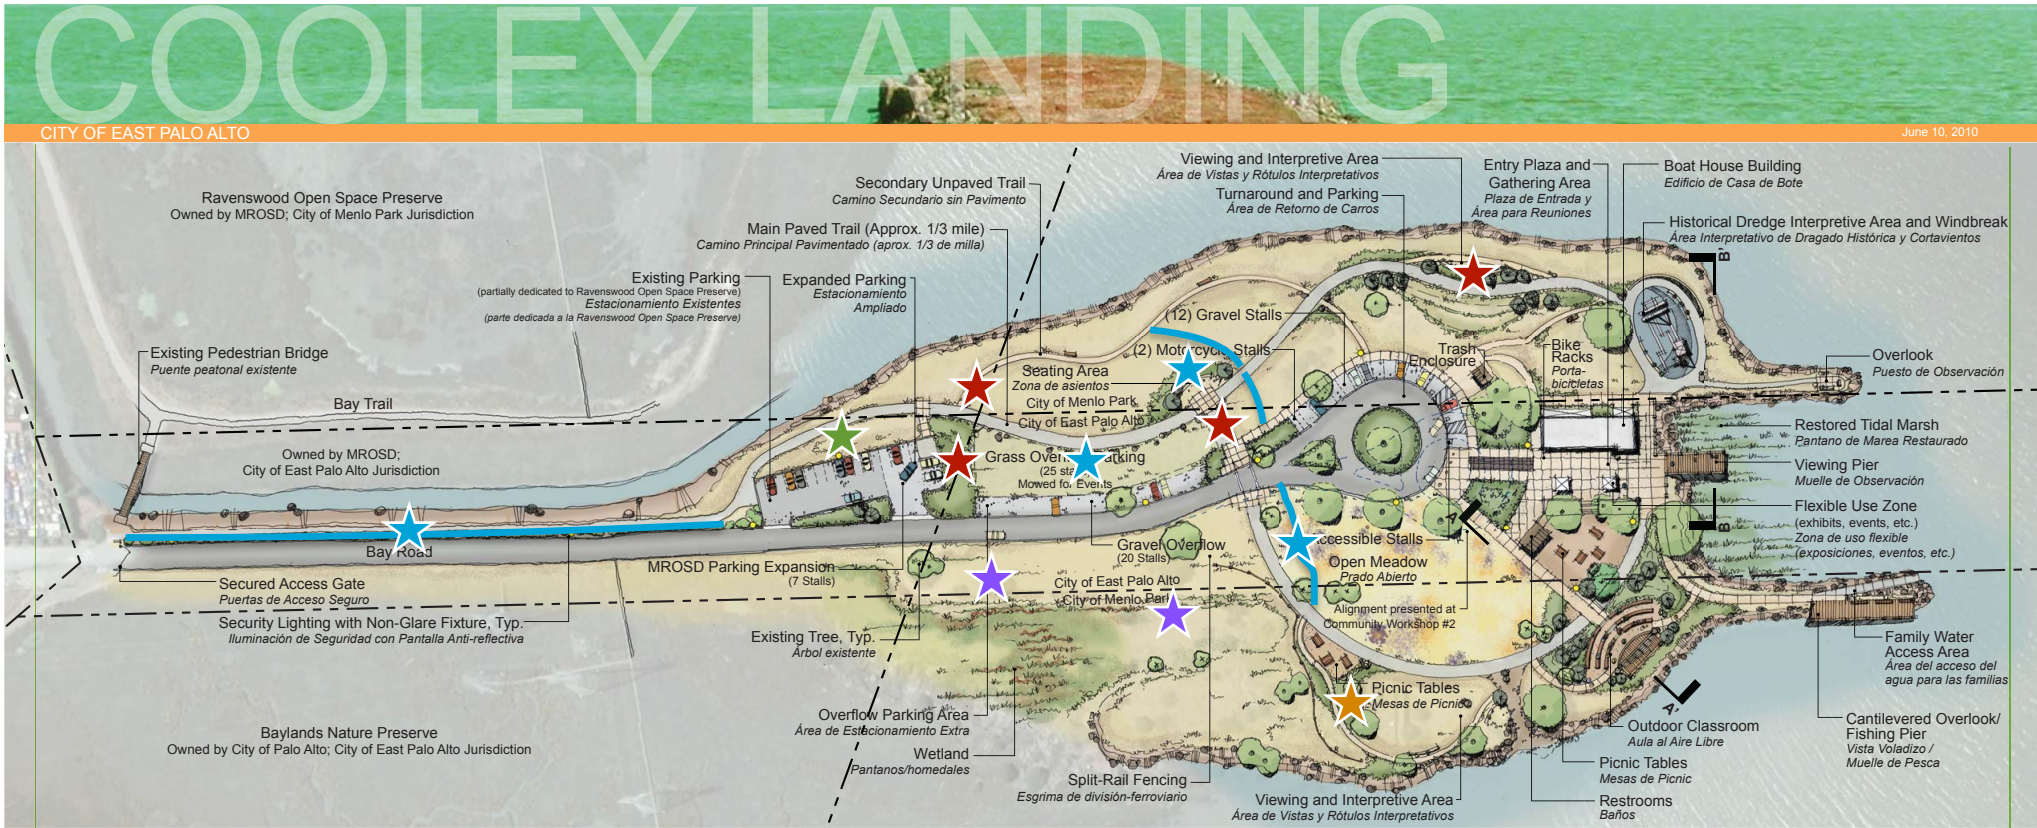 COOLEY LANDING
CITY OF EAST PALO ALTO
June 10, 2010
Ravenswood Open Space Preserve
Owned by MROSD; City of Menlo Park Jurisdiction
Secondary Unpaved Trail
Camino Secundario sin Pavimento
Main Paved Trail (Approx. 1/3 mile)
Camino Principal Pavimentado (aprox. 1/3 de milla)
Existing Parking
(partially dedicated to Ravenswood Open Space Preserve)
Estacionamiento Existentes
(parte dedicada a la Ravenswood Open Space Preserve)
Expanded Parking
Estacionamiento
Ampliado
Viewing and Interpretive Area
Área de Vistas y Rótulos Interpretativos
Turnaround and Parking
Área de Retorno de Carros
Entry Plaza and
Gathering Area
Plaza de Entrada y
Área para Reuniones
Boat House Building
Edificio de Casa de Bote
Historical Dredge Interpretive Area and Windbreak
Área Interpretativo de Dragado Histórica y Cortavientos
B'
(12) Gravel Stalls
(2) Motorcycle Stalls
Seating Area
Zona de asientos
City of Menlo Park
City of East Palo Alto
Trash
Enclosure
Bike
Racks
Porta-
bicicletas
Existing Pedestrian Bridge
Puente peatonal existente
Bay Trail
Overlook
Puesto de Observación
Owned by MROSD;
City of East Palo Alto Jurisdiction
Grass Overflow Parking
(25 stalls)
Mowed for Events
Restored Tidal Marsh
Pantano de Marea Restaurado
Viewing Pier
Muelle de Observación
Flexible Use Zone
(exhibits, events, etc.)
Zona de uso flexible
(exposiciones, eventos, etc.)
B
A
Bay Road
Secured Access Gate
Puertas de Acceso Seguro
Security Lighting with Non-Glare Fixture, Typ.
Iluminación de Seguridad con Pantalla Anti-reflectiva
MROSD Parking Expansion
(7 Stalls)
Gravel Overflow
(20 Stalls)
Accessible Stalls
Open Meadow
Prado Abierto
City of East Palo Alto
City of Menlo Park
Alignment presented at
Community Workshop #2
Existing Tree, Typ.
Árbol existente
Family Water
Access Area
Área del acceso del
agua para las familias
Picnic Tables
Mesas de Picnic
A'
Overflow Parking Area
Área de Estacionamiento Extra
Wetland
Pantanos/homedales
Baylands Nature Preserve
Owned by City of Palo Alto; City of East Palo Alto Jurisdiction
Split-Rail Fencing
Esgrima de división-ferroviario
Viewing and Interpretive Area
Área de Vistas y Rótulos Interpretativos
Outdoor Classroom
Aula al Aire Libre
Picnic Tables
Mesas de Picnic
Restrooms
Baños
Cantilevered Overlook/
Fishing Pier
Vista Voladizo /
Muelle de Pesca